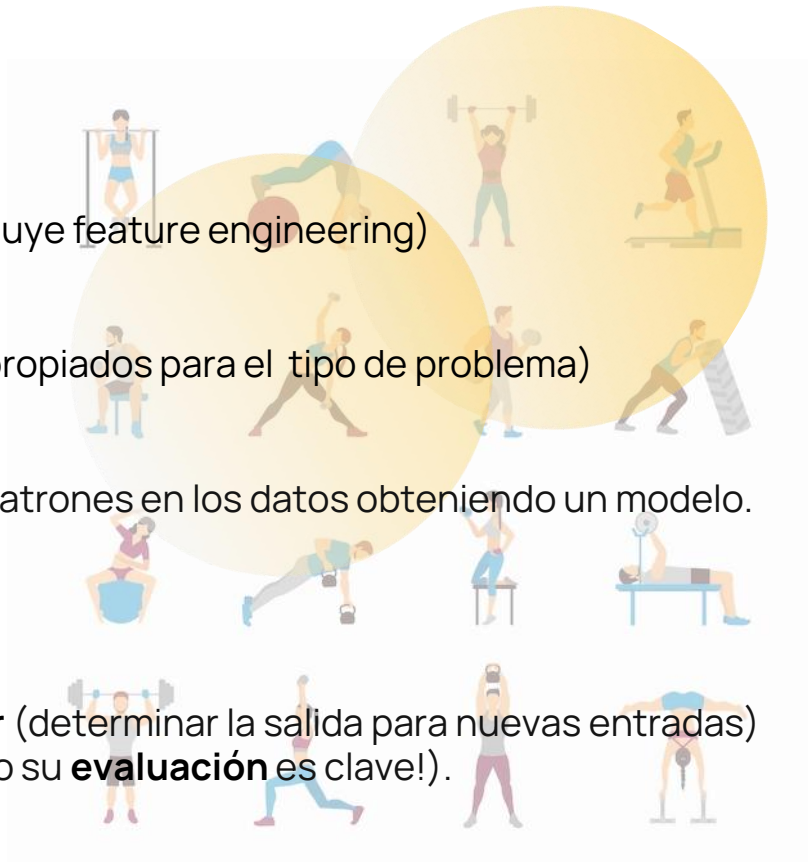 uye feature engineering)
propiados para el tipo de problema)
atrones en los datos obteniendo un modelo.
r (determinar la salida para nuevas entradas)
o su evaluación es clave!).